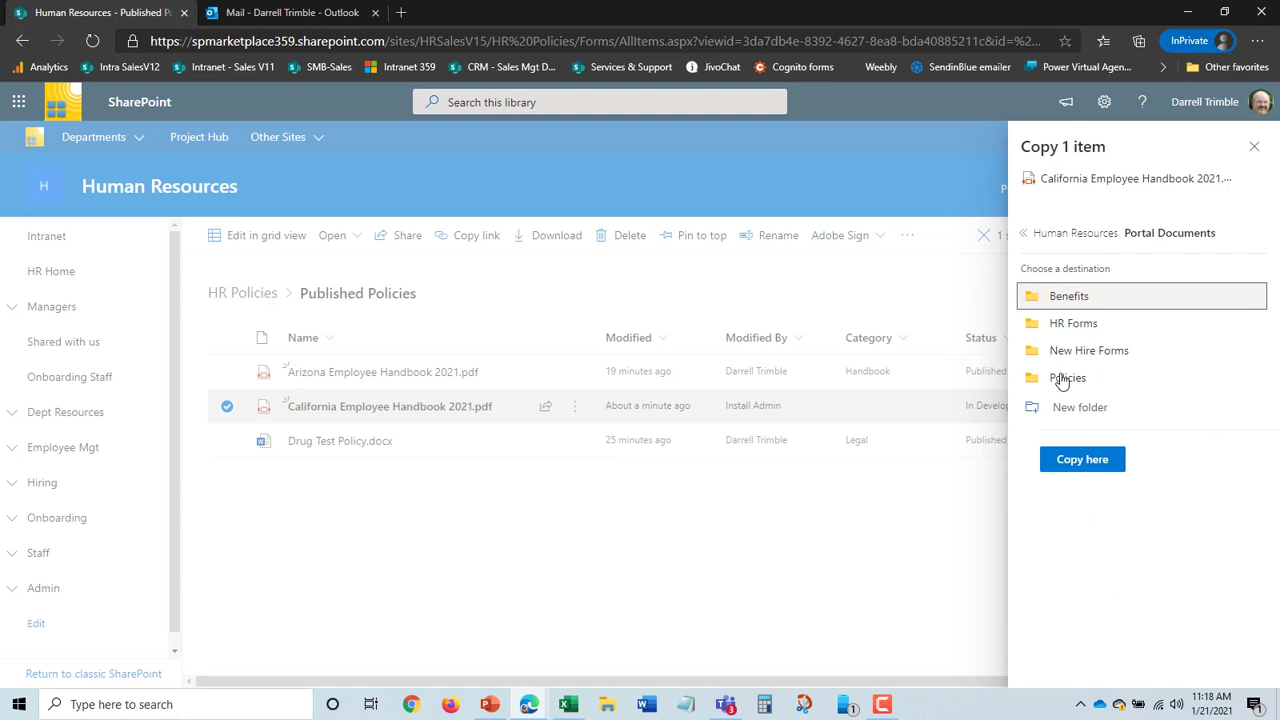 Human Resources - Published Po
Mail - Darrell Trimble - Outlook
https://spmarketplace359.sharepoint.com/sites/HRSalesV15/HR%20Policies/Forms/AllItems.aspx?viewid=3da7db4e-8392-4627-8ea8-bda40885211c&id=%2...
InPrivate
Analytics
Intra SalesV12
Intranet - Sales V11
SMB-Sales
Intranet 359
CRM - Sales Mgt D...
Services & Support
JivoChat
Cognito forms
Weebly
SendinBlue emailer
Power Virtual Agen...
Other favorites
SharePoint
Search this library
Darrell Trimble
Departments
Project Hub
Other Sites
H
Human Resources
P
Intranet
HR Home
Managers
Shared with us
Onboarding Staff
Dept Resources
Employee Mgt
Hiring
Onboarding
Staff
Admin
Edit
Return to classic SharePoint
Edit in grid view
Open
Share
Copy link
Download
Delete
Pin to top
Rename
Adobe Sign
1 s
HR Policies > Published Policies
Name
Modified
Modified By
Category
Status
Arizona Employee Handbook 2021.pdf
19 minutes ago
Darrell Trimble
Handbook
Published
California Employee Handbook 2021.pdf
About a minute ago
Install Admin
In Develop
Drug Test Policy.docx
25 minutes ago
Darrell Trimble
Legal
Published
Copy 1 item
California Employee Handbook 2021....
Human Resources
Portal Documents
Choose a destination
Benefits
HR Forms
New Hire Forms
Policies
New folder
Copy here
Type here to search
3
1
11:18 AM
1/21/2021
1